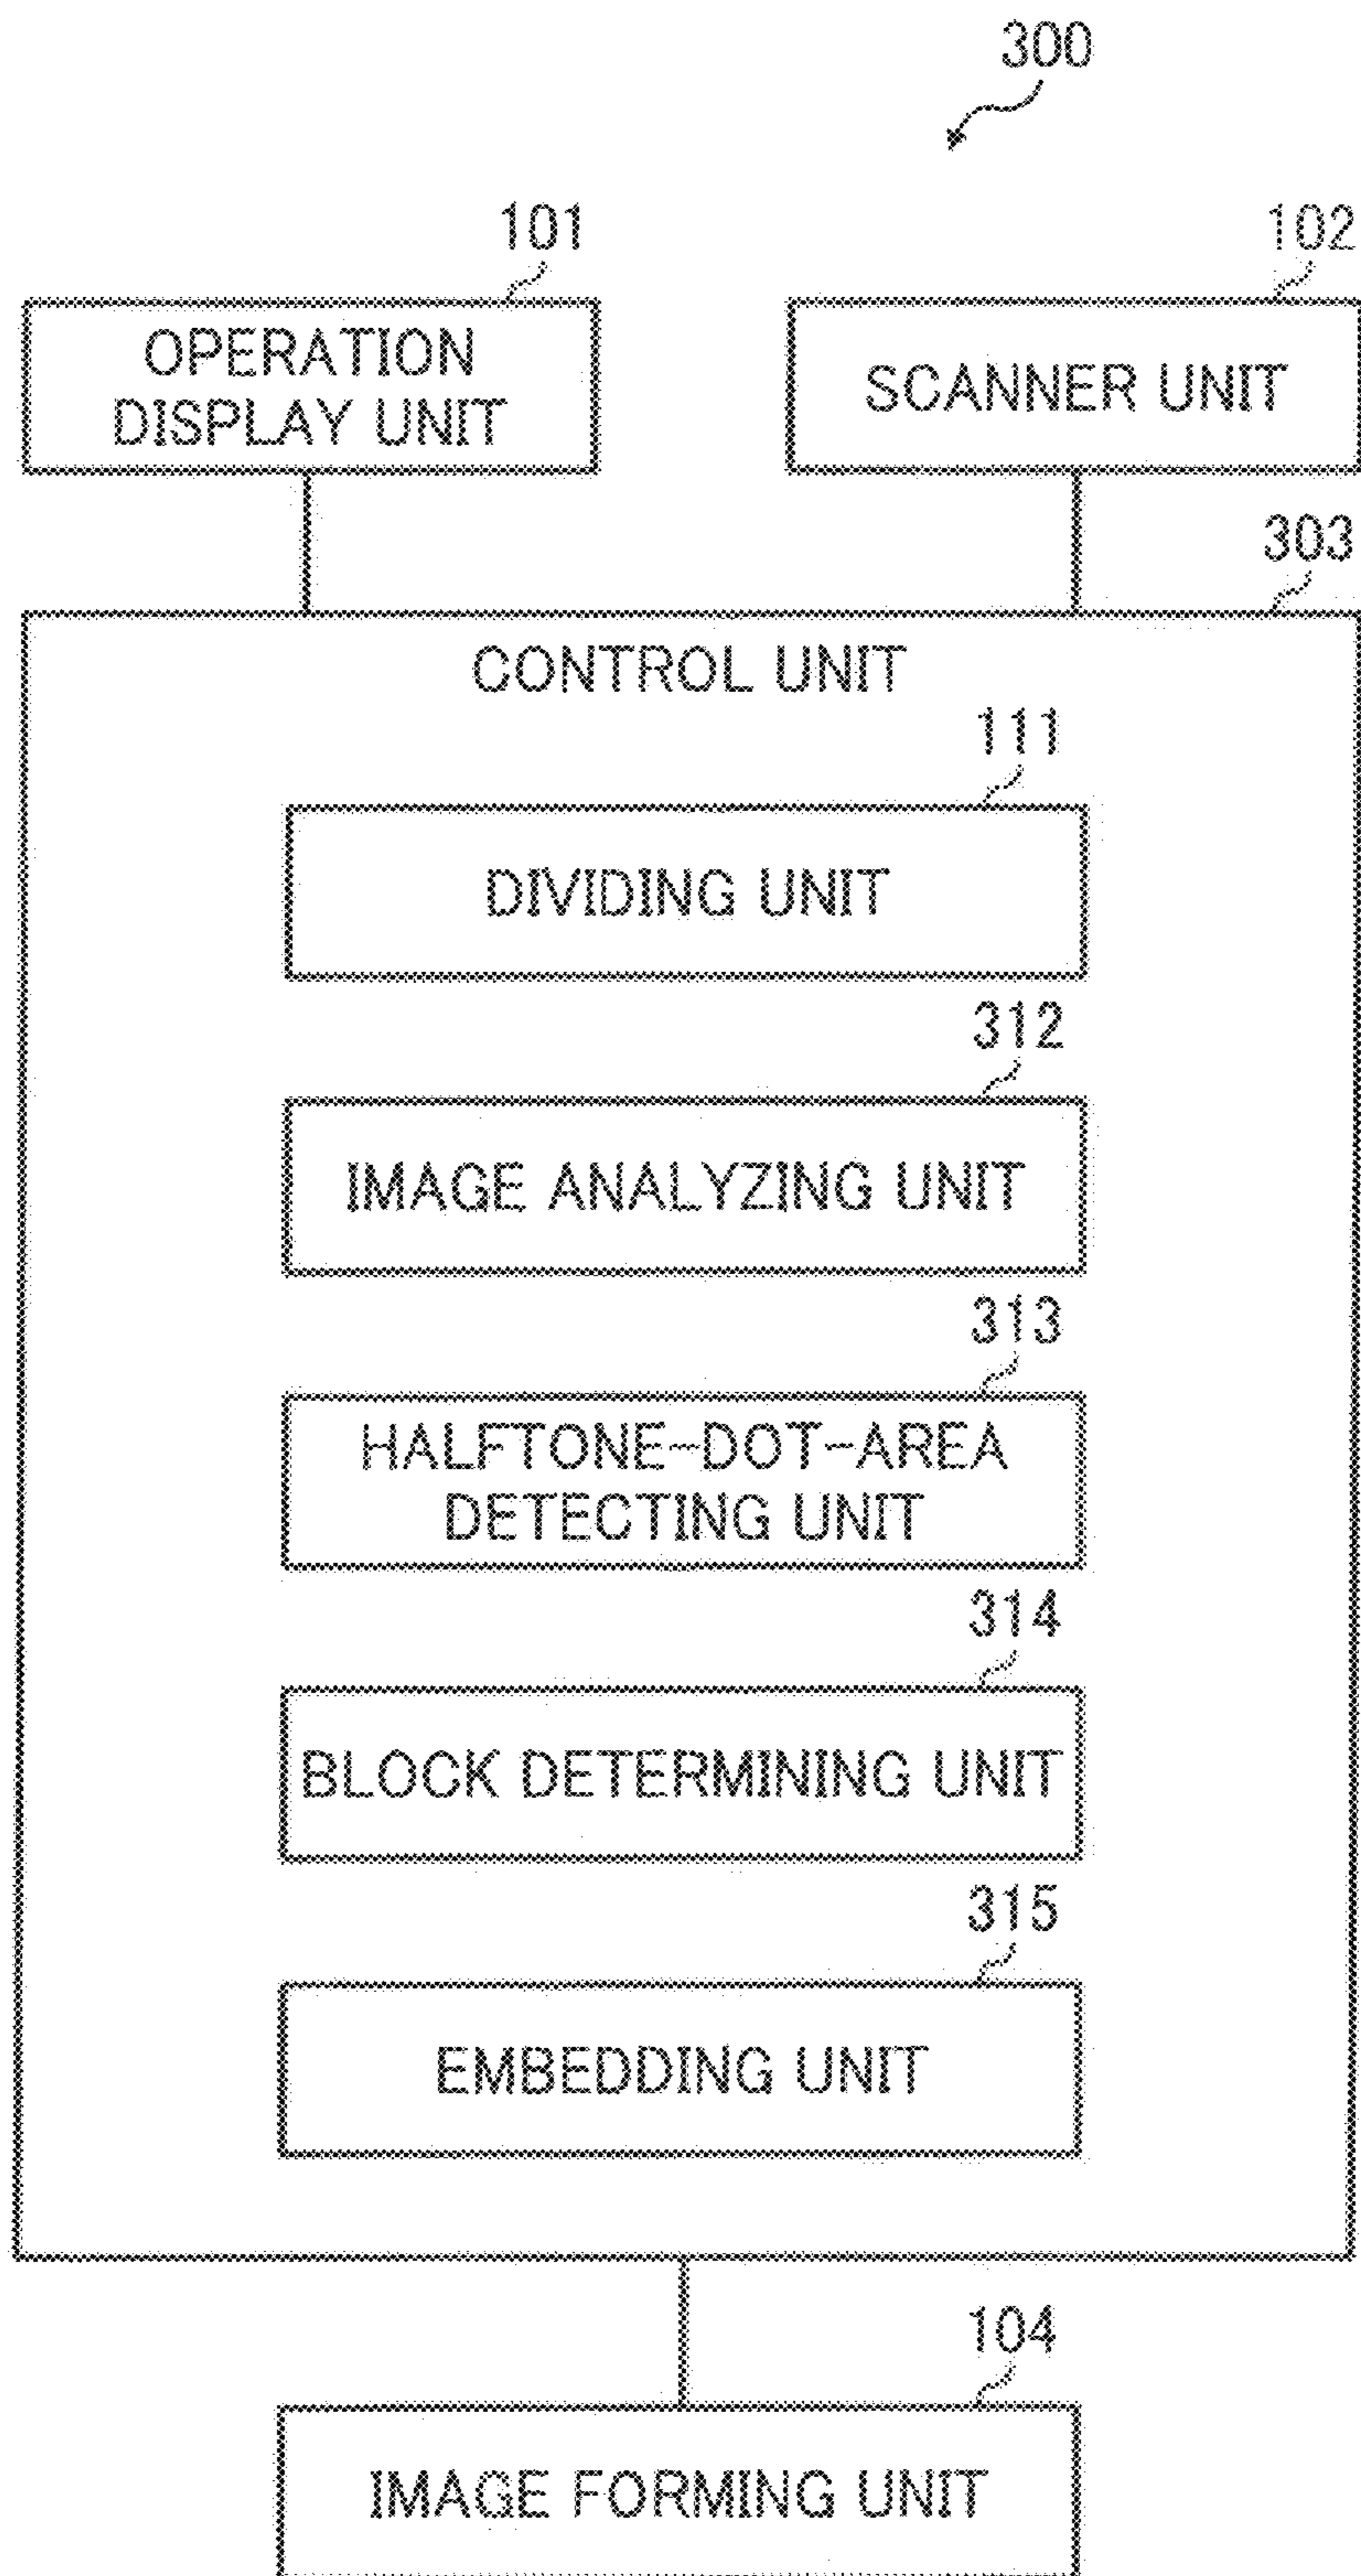 300
101
102
OPERATION
DISPLAY UNIT
SCANNER UNIT
303
CONTROL UNIT
111
DIVIDING UNIT
312
IMAGE ANALYZING UNIT
313
HALFTONE-DOT-AREA
DETECTING UNIT
314
BLOCK DETERMINING UNIT
315
EMBEDDING UNIT
104
IMAGE FORMING UNIT